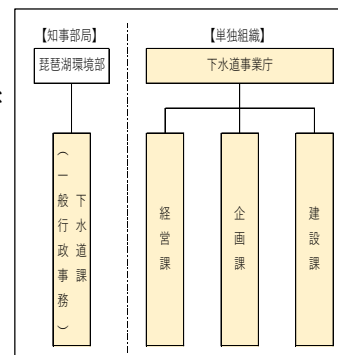 【知事部局】
【単独組織】
琵琶湖環境部
下水道事業庁
下水道課
(一般行政事務)
経営課
企画課
建設課